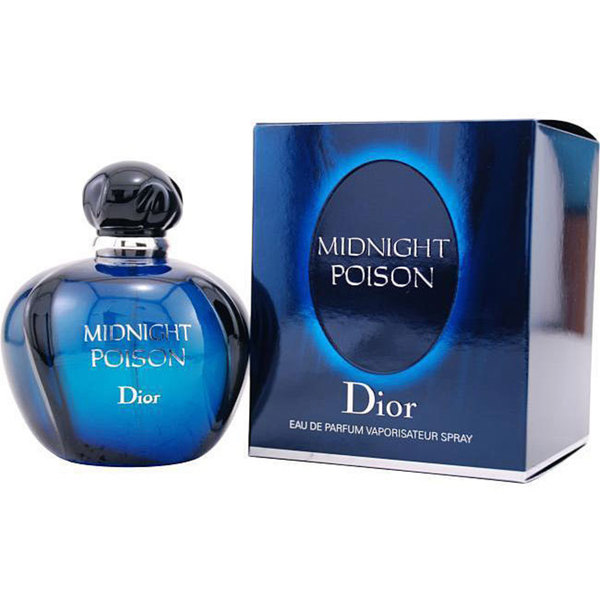 MIDNIGHT
POISON
Dior
MIDNIGHT
POISON
Dior
EAU DE PARFUM VAPORISATEUR SPRAY